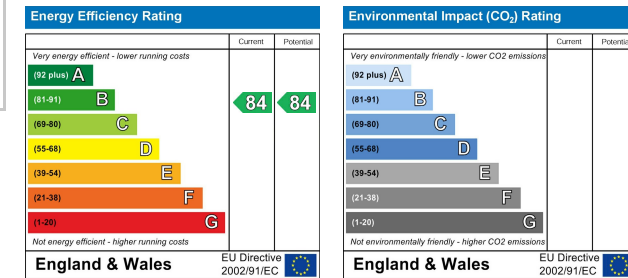 Energy Efficiency Rating
Current Potential
Very energy efficient - lower running costs
(92 plus) A
(81-91) B
84 84
(69-80) C
(55-68) D
(39-54) E
(21-38) F
(1-20) G
Not energy efficient - higher running costs
England & Wales
EU Directive
2002/91/EC
Environmental Impact (CO₂) Rating
Current Potential
Very environmentally friendly - lower CO2 emissions
(92 plus) A
(81-91) B
(69-80) C
(55-68) D
(39-54) E
(21-38) F
(1-20) G
Not environmentally friendly - higher CO2 emissions
England & Wales
EU Directive
2002/91/EC